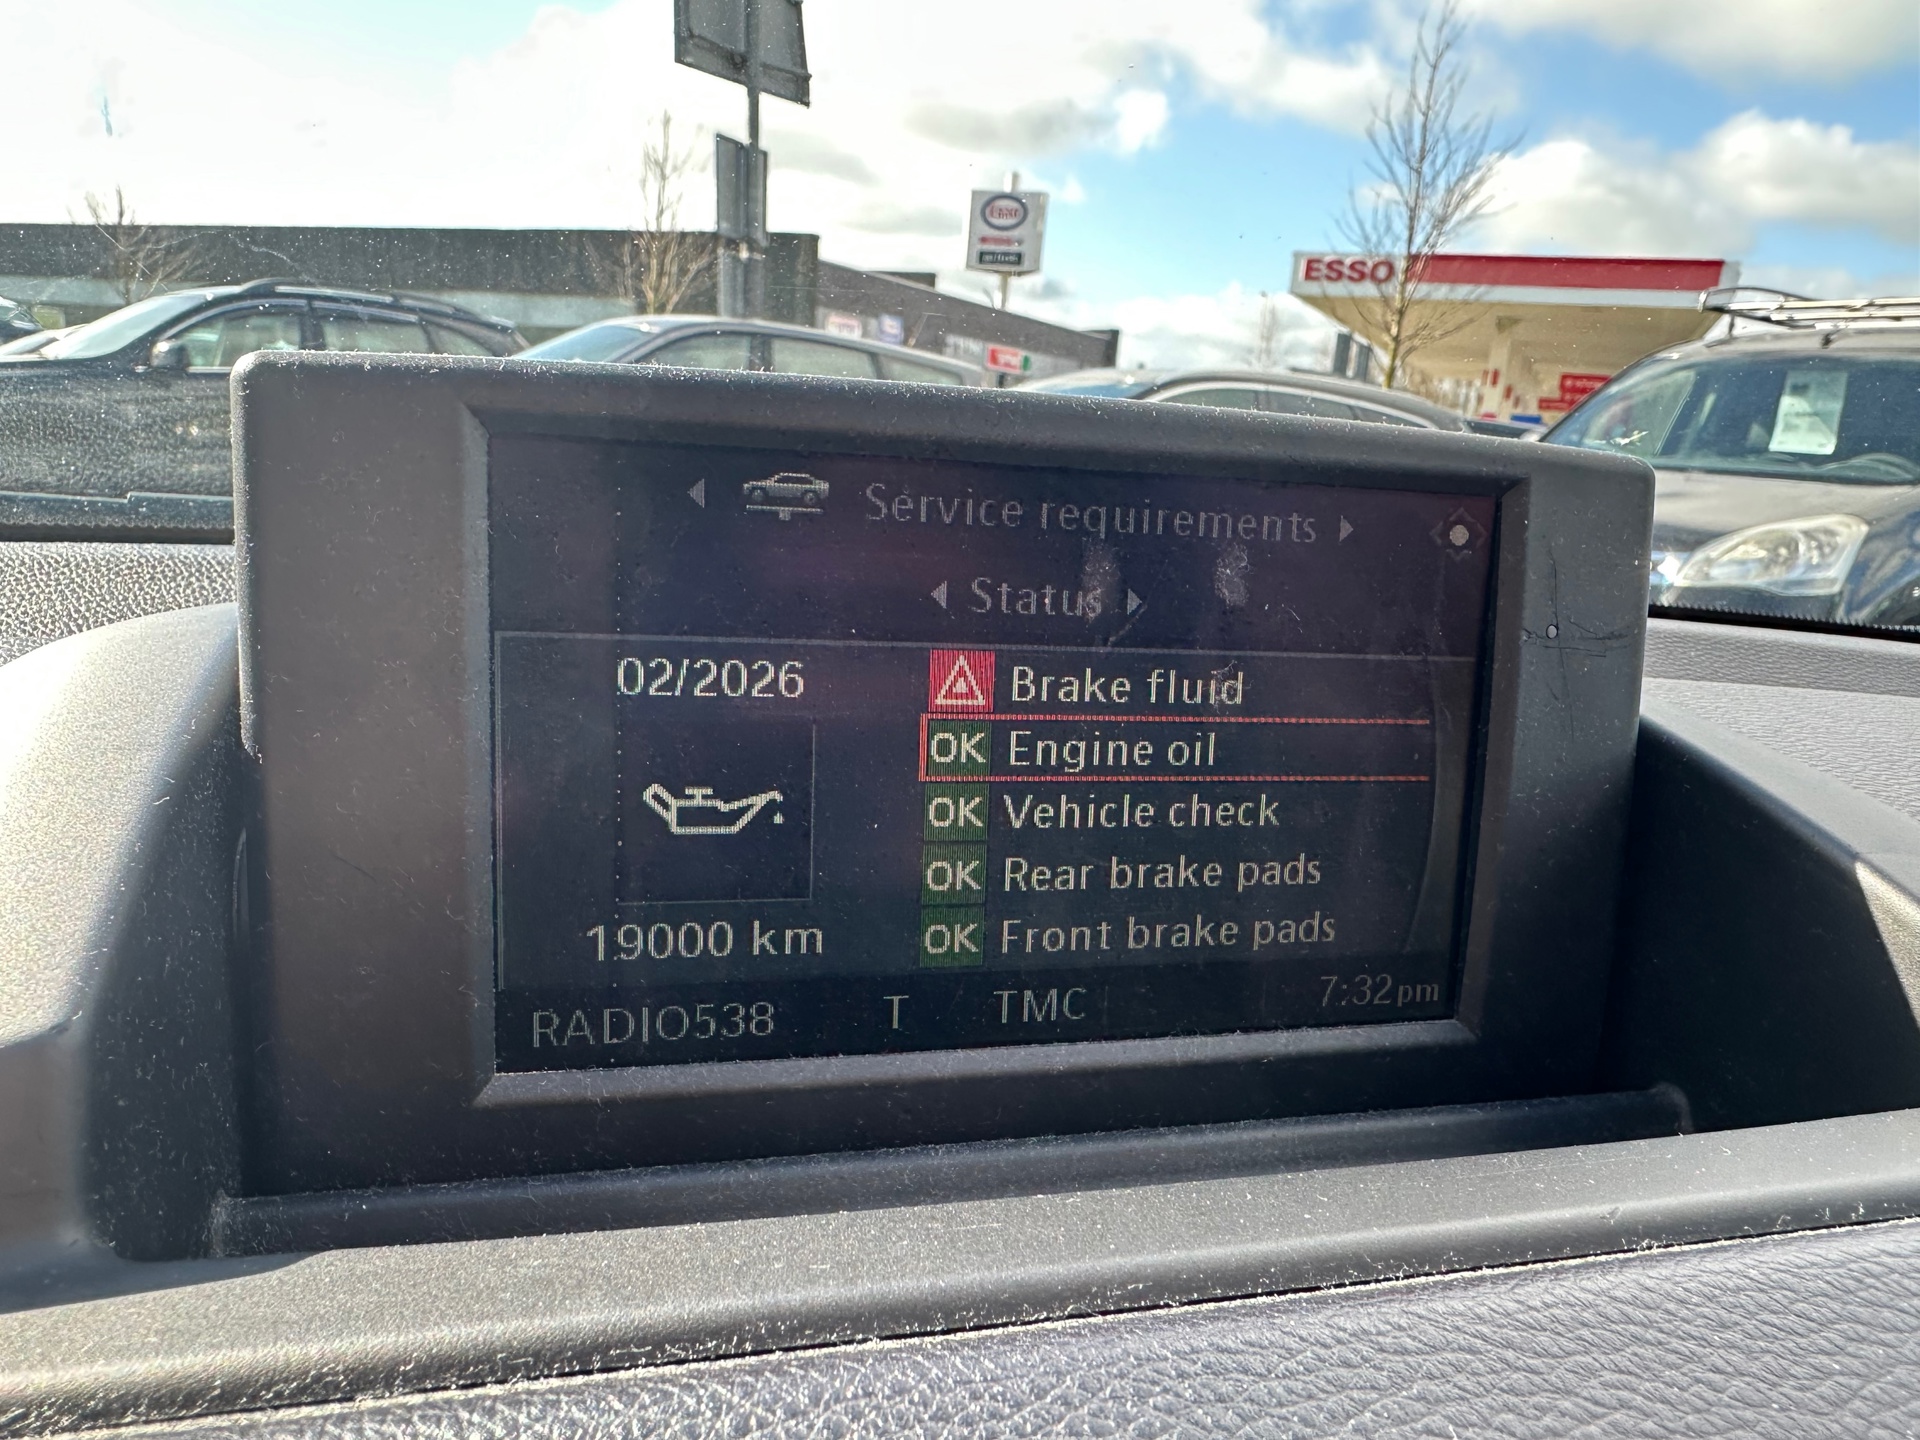 Esso
ESSO
Service requirements
Status
02/2026
Brake fluid
OK Engine oil
OK Vehicle check
OK Rear brake pads
19000 km
OK Front brake pads
RADIO538 T TMC 7:32pm